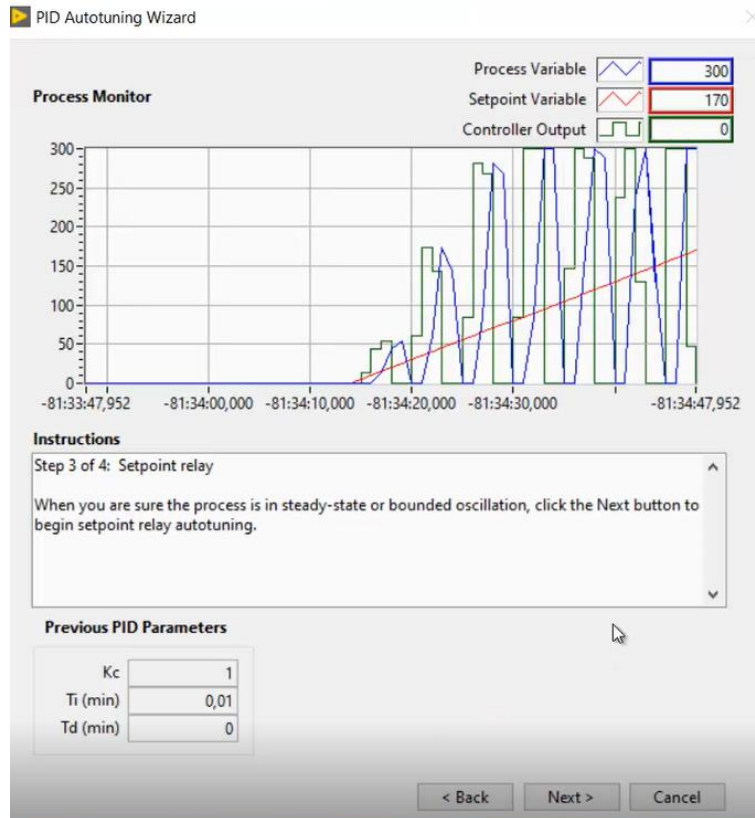 PID Autotuning Wizard
Process Variable 300
Process Monitor
Setpoint Variable 170
Controller Output 0
300
250
200
150
100
50
0
-81:33:47,952 -81:34:00,000 -81:34:10,000 -81:34:20,000 -81:34:30,000 -81:34:47,952
Instructions
Step 3 of 4: Setpoint relay
When you are sure the process is in steady-state or bounded oscillation, click the Next button to
begin setpoint relay autotuning.
Previous PID Parameters
Kc 1
Ti (min) 0,01
Td (min) 0
< Back Next > Cancel